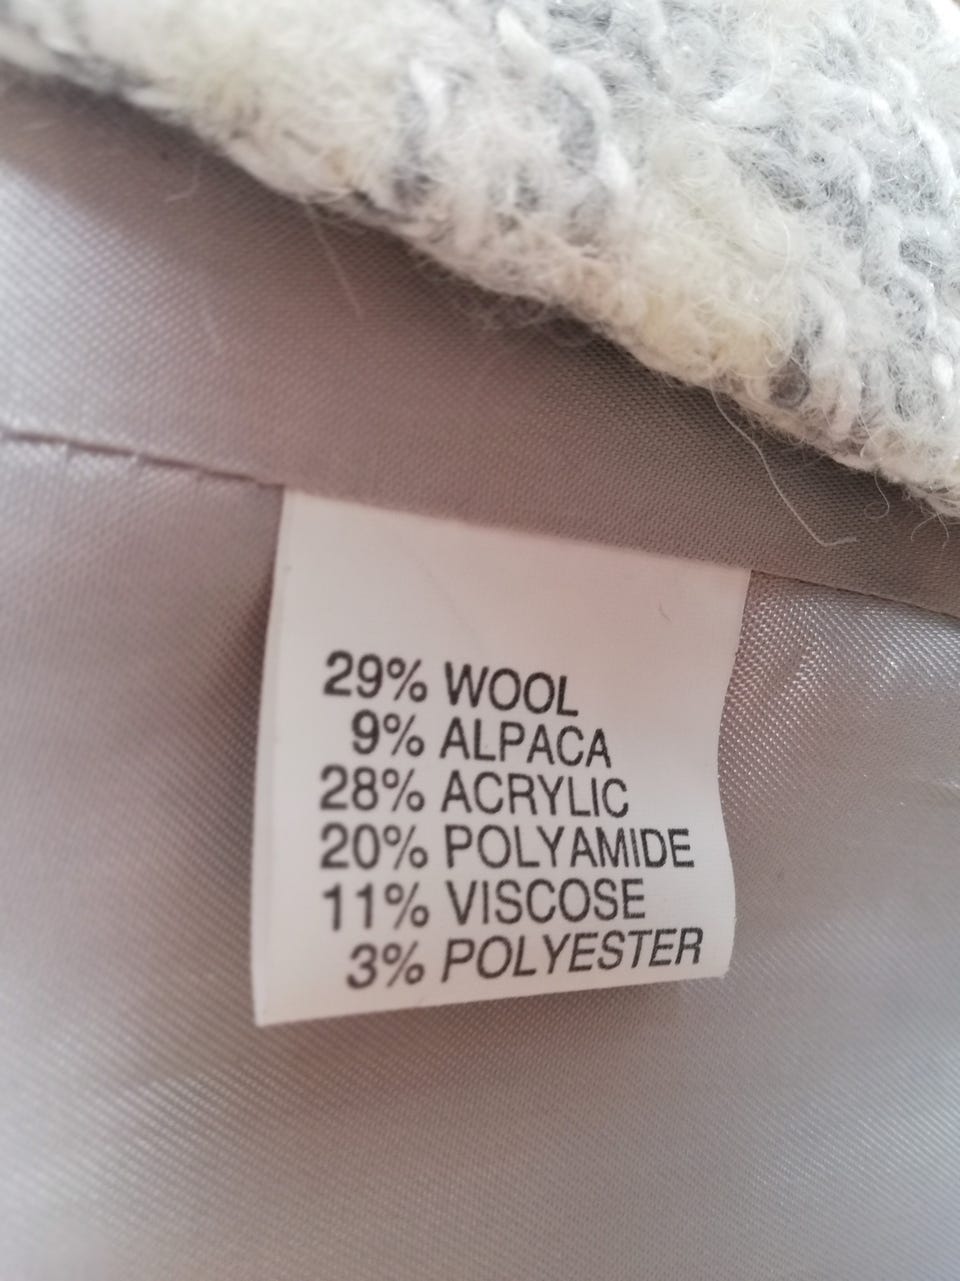 29% WOOL
9% ALPACA
28% ACRYLIC
20% POLYAMIDE
11% VISCOSE
3% POLYESTER